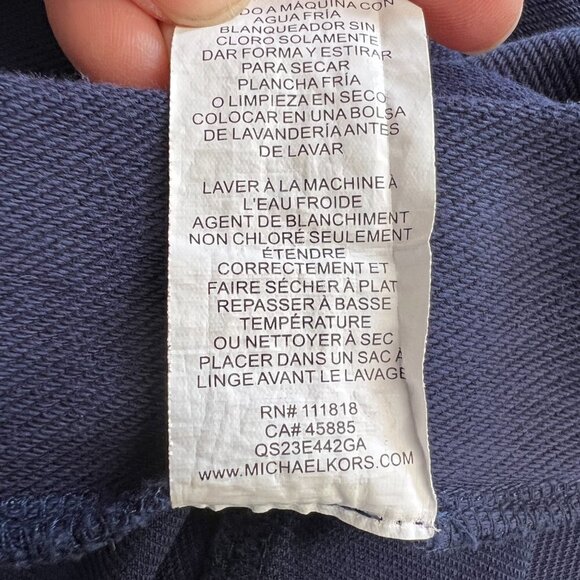 DO A MÁQUINA CON
AGUA FRÍA
BLANQUEADOR SIN
CLORO SOLAMENTE
DAR FORMA Y ESTIRAR
PARA SECAR
PLANCHA FRÍA
O LIMPIEZA EN SECO
COLOCAR EN UNA BOLSA
DE LAVANDERÍA ANTES
DE LAVAR
LAVER À LA MACHINE À
L'EAU FROIDE
AGENT DE BLANCHIMENT
NON CHLORÉ SEULEMENT
ÉTENDRE
CORRECTEMENT ET
FAIRE SÉCHER À PLAT
REPASSER À BASSE
TEMPÉRATURE
OU NETTOYER À SEC
PLACER DANS UN SAC À
LINGE AVANT LE LAVAGE
RN# 111818
CA# 45885
QS23E442GA
WWW.MICHAELKORS.COM